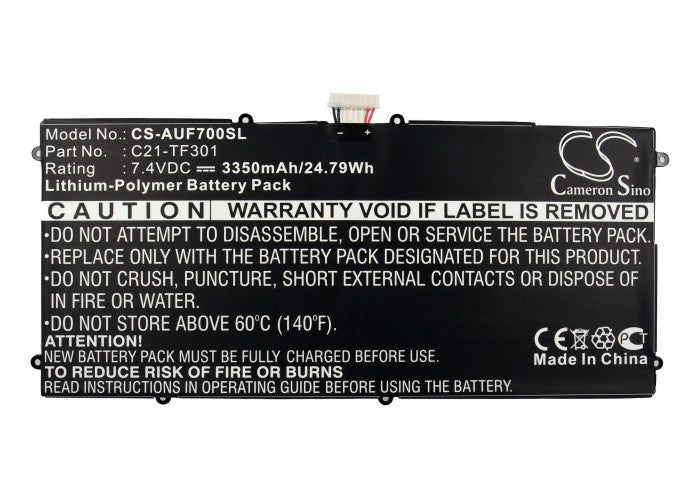 - +
Model No.: CS-AUF700SL
Part No. : C21-TF301
Rating : 7.4VDC ⎓ 3350mAh/24.79Wh
Lithium-Polymer Battery Pack
CS
Cameron Sino
CAUTION WARRANTY VOID IF LABEL IS REMOVED
*DO NOT ATTEMPT TO DISASSEMBLE, OPEN OR SERVICE THE BATTERY PACK.
*REPLACE ONLY WITH THE BATTERY PACK DESIGNATED FOR THIS PRODUCT.
*DO NOT CRUSH, PUNCTURE, SHORT EXTERNAL CONTACTS OR DISPOSE OF
IN FIRE OR WATER.
*DO NOT STORE ABOVE 60°C (140°F).
ATTENTION!
NEW BATTERY PACK MUST BE FULLY CHARGED BEFORE USE.
TO REDUCE RISK OF FIRE OR BURNS
READ INSTRUCTIONS IN OPERATING GUIDE BEFORE USING THE BATTERY.
CE PCT
Made In China